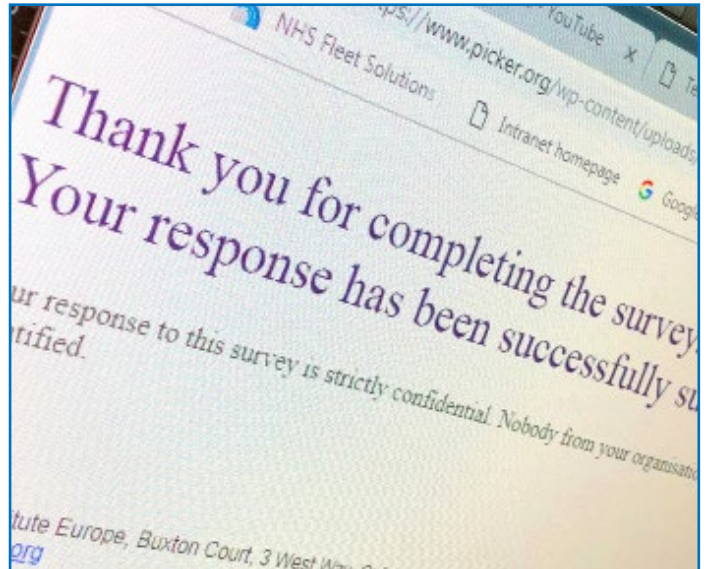 YouTube x
ps://www.picker.org/wp-content/uploads/
NHS Fleet Solutions Intranet homepage Google
Thank you for completing the survey.
Your response has been successfully su
ur response to this survey is strictly confidential. Nobody from your organisatio
tified.
tute Europe, Buxton Court, 3 West Way,
org